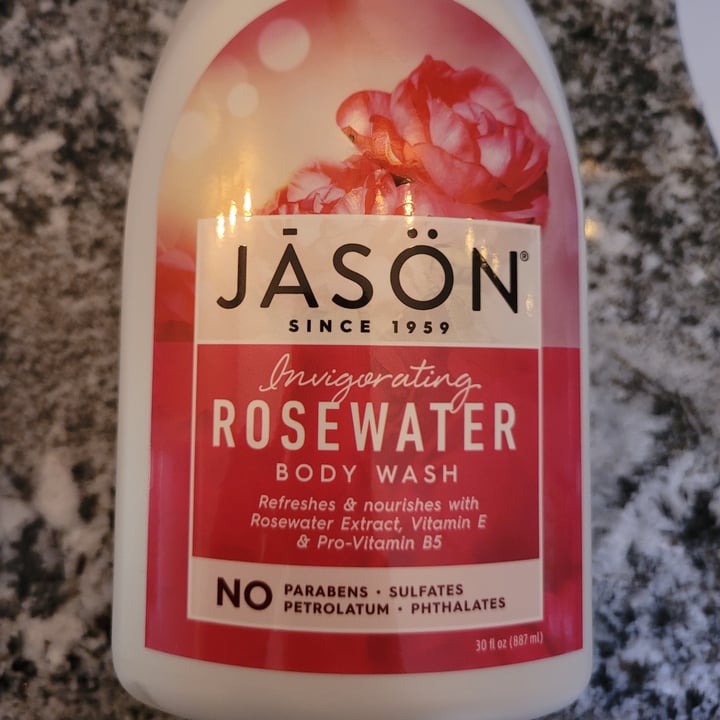 JĀSÖN®
SINCE 1959
Invigorating
ROSEWATER
BODY WASH
Refreshes & nourishes with
Rosewater Extract, Vitamin E
& Pro-Vitamin B5
NO PARABENS · SULFATES
PETROLATUM · PHTHALATES
30 fl oz (887 ml)